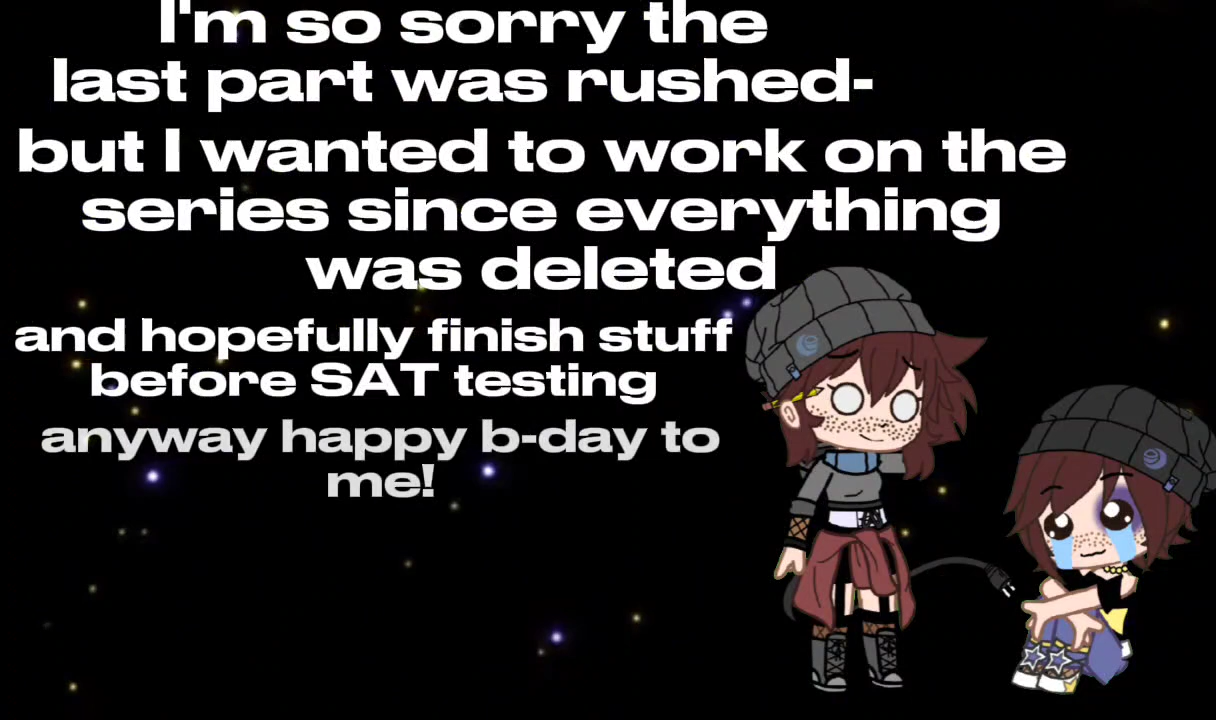 I'm so sorry the
last part was rushed-
but I wanted to work on the
series since everything
was deleted
and hopefully finish stuff
before SAT testing
anyway happy b-day to
me!